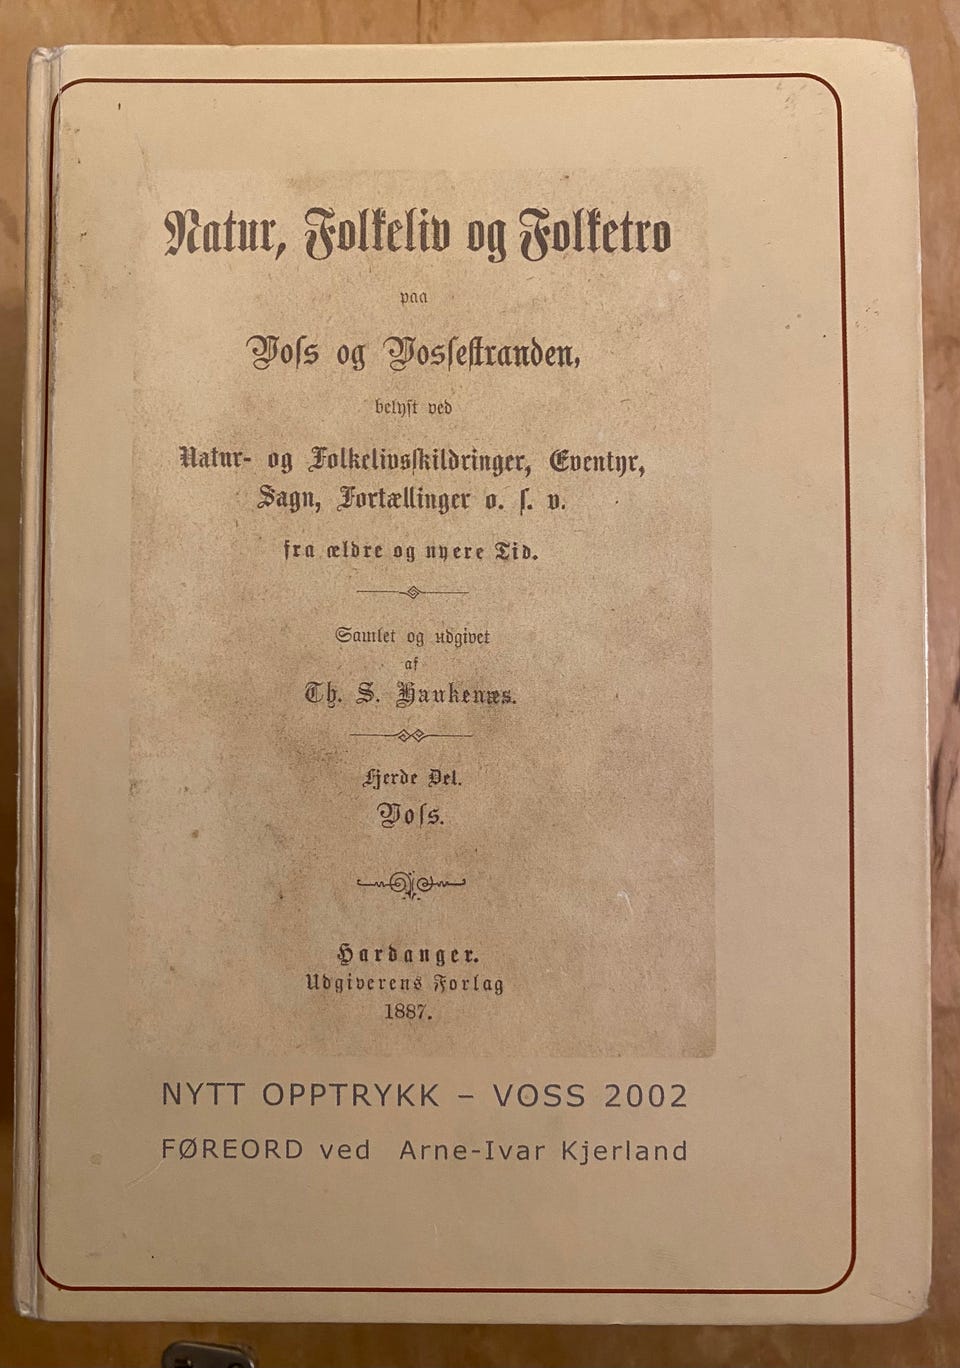 Natur, Folkeliv og Folketro
paa
Voss og Vossestranden,
belyst ved
Natur- og Folkelivsskildringer, Eventyr,
Sagn, Fortællinger o. s. v.
fra ældre og nyere Tid.
Samlet og udgivet
af
Th. S. Haukenæs.
Fjerde Del.
Voss.
Hardanger.
Udgiverens Forlag
1887.
NYTT OPPTRYKK – VOSS 2002
FØREORD ved Arne-Ivar Kjerland